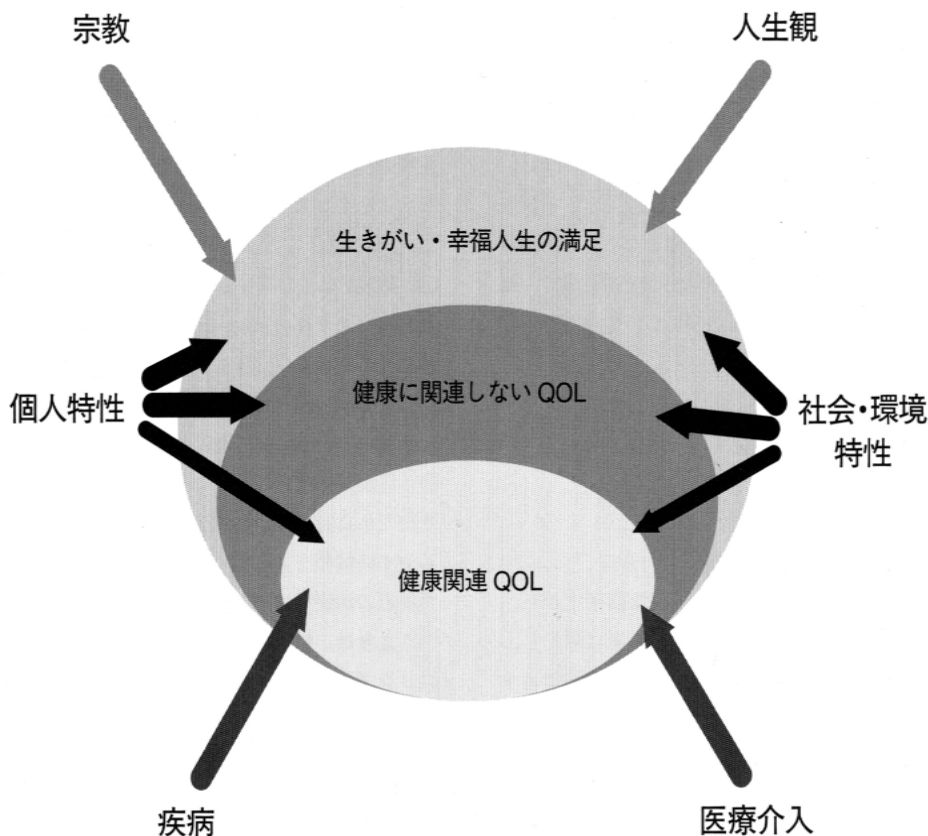 宗教
人生観
生きがい・幸福人生の満足
健康に関連しない QOL
個人特性
社会・環境
特性
健康関連 QOL
疾病
医療介入